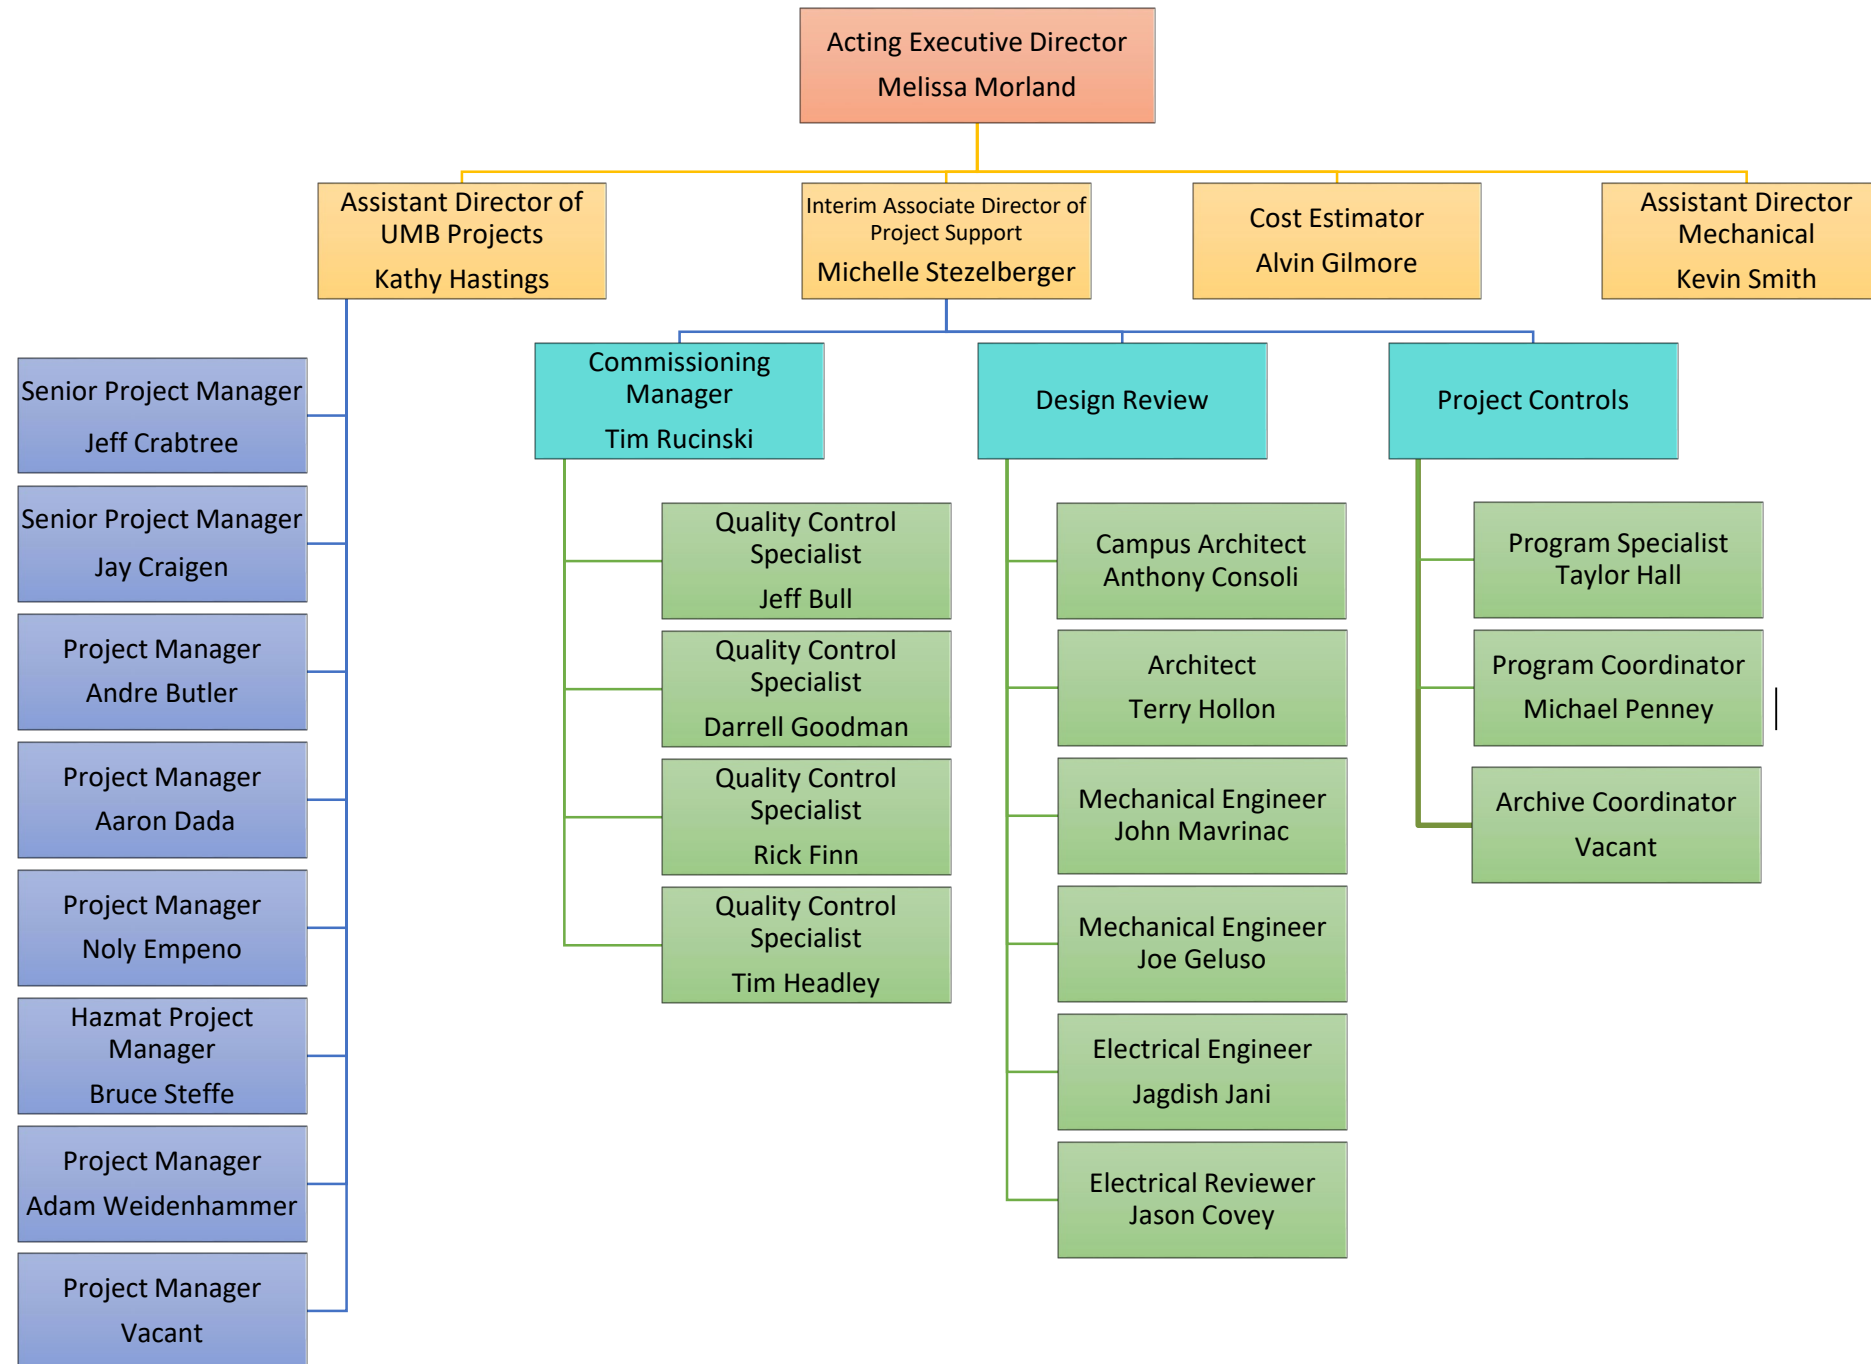 Acting Executive Director
Melissa Morland
Assistant Director of
UMB Projects
Kathy Hastings
Interim Associate Director of
Project Support
Michelle Stezelberger
Cost Estimator
Alvin Gilmore
Assistant Director
Mechanical
Kevin Smith
Senior Project Manager
Jeff Crabtree
Senior Project Manager
Jay Craigen
Project Manager
Andre Butler
Project Manager
Aaron Dada
Project Manager
Noly Empeno
Hazmat Project
Manager
Bruce Steffe
Project Manager
Adam Weidenhammer
Project Manager
Vacant
Commissioning
Manager
Tim Rucinski
Quality Control
Specialist
Jeff Bull
Quality Control
Specialist
Darrell Goodman
Quality Control
Specialist
Rick Finn
Quality Control
Specialist
Tim Headley
Design Review
Campus Architect
Anthony Consoli
Architect
Terry Hollon
Mechanical Engineer
John Mavrinac
Mechanical Engineer
Joe Geluso
Electrical Engineer
Jagdish Jani
Electrical Reviewer
Jason Covey
Project Controls
Program Specialist
Taylor Hall
Program Coordinator
Michael Penney
Archive Coordinator
Vacant